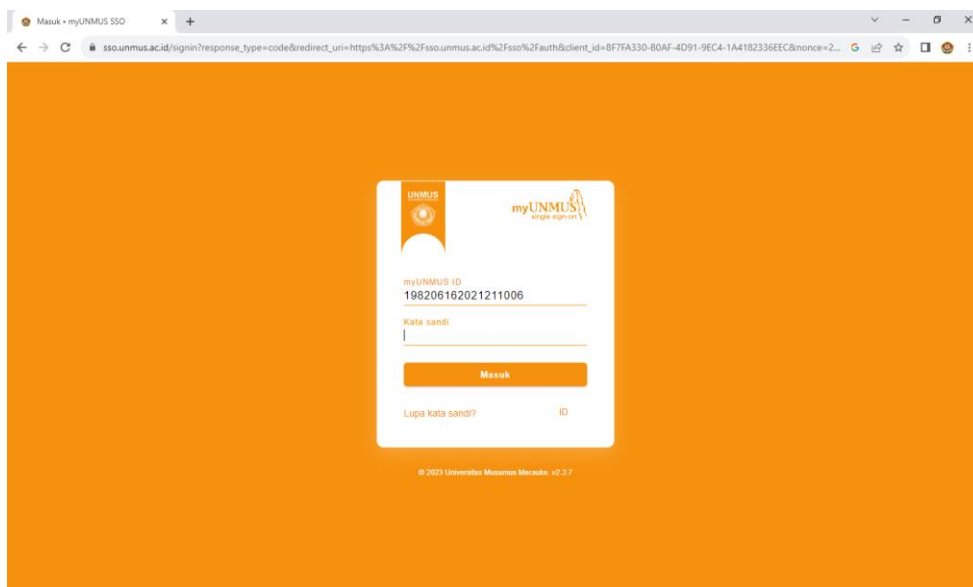 Masuk • myUNMUS SSO
sso.unmus.ac.id/signin?response_type=code&redirect_uri=https%3A%2F%2Fsso.unmus.ac.id%2Fsso%2Fauth&client_id=8F7FA330-80AF-4D91-9EC4-1A4182336EEC&nonce=2...
UNMUS
myUNMUS
single sign-on
myUNMUS ID
198206162021211006
Kata sandi
Masuk
Lupa kata sandi?
ID
© 2023 Universitas Musamus Merauke. v2.3.7